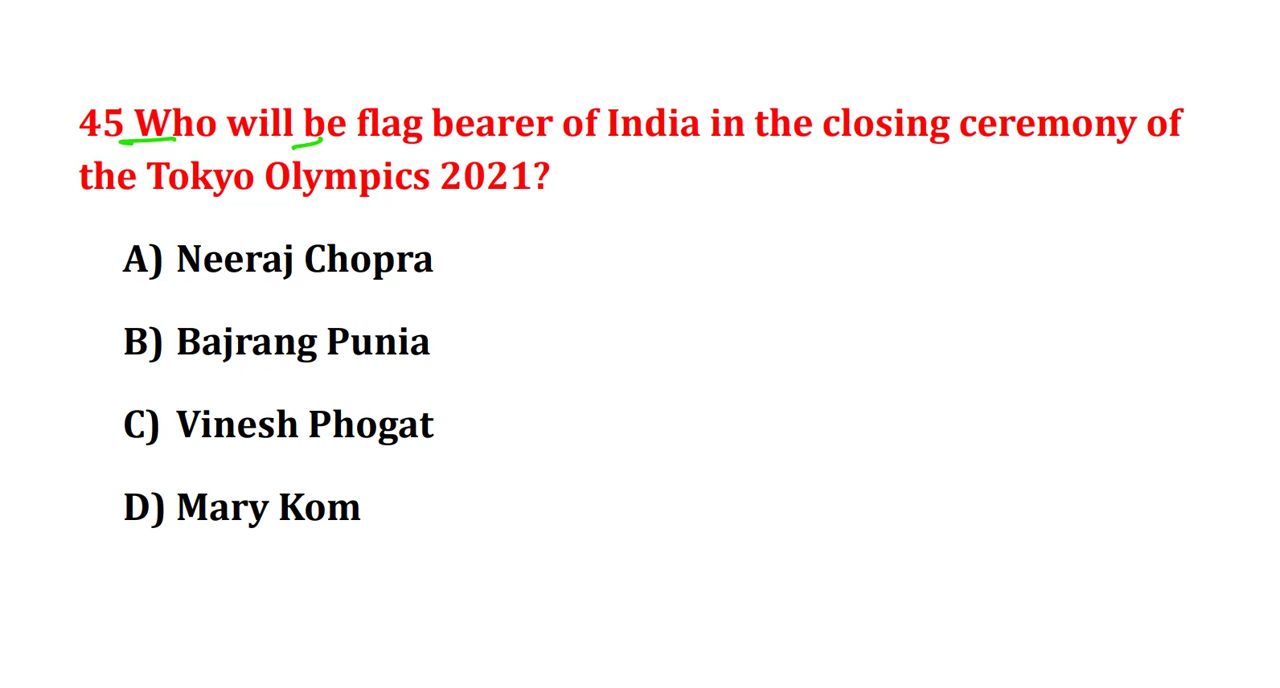 45 Who will be flag bearer of India in the closing ceremony of
the Tokyo Olympics 2021?
A) Neeraj Chopra
B) Bajrang Punia
C) Vinesh Phogat
D) Mary Kom